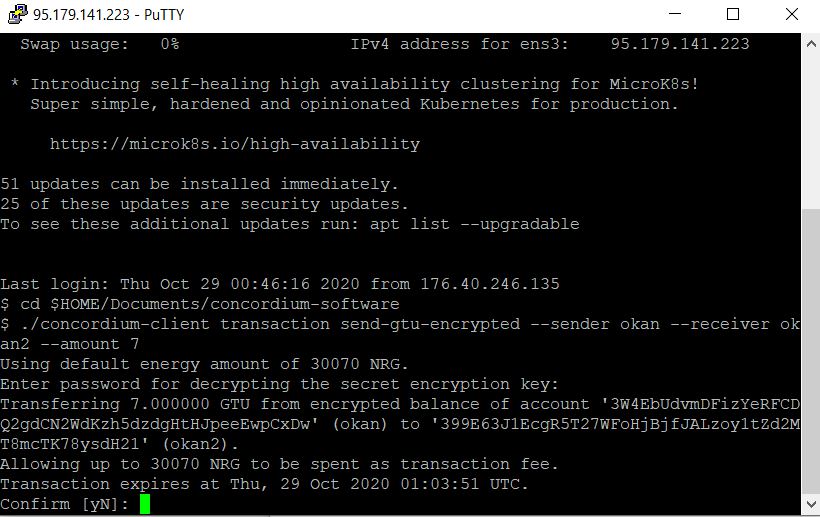 95.179.141.223 - PuTTY
Swap usage: 0% IPv4 address for ens3: 95.179.141.223
* Introducing self-healing high availability clustering for MicroK8s!
Super simple, hardened and opinionated Kubernetes for production.
https://microk8s.io/high-availability
51 updates can be installed immediately.
25 of these updates are security updates.
To see these additional updates run: apt list --upgradable
Last login: Thu Oct 29 00:46:16 2020 from 176.40.246.135
$ cd $HOME/Documents/concordium-software
$ ./concordium-client transaction send-gtu-encrypted --sender okan --receiver ok
an2 --amount 7
Using default energy amount of 30070 NRG.
Enter password for decrypting the secret encryption key:
Transferring 7.000000 GTU from encrypted balance of account '3W4EbUdvmDFizYeRFCD
Q2gdCN2WdKzh5dzdgHtHJpeeEwpCxDw' (okan) to '399E63J1EcgR5T27WFoHjBjfJALzoy1tZd2M
T8mcTK78ysdH21' (okan2).
Allowing up to 30070 NRG to be spent as transaction fee.
Transaction expires at Thu, 29 Oct 2020 01:03:51 UTC.
Confirm [yN]: